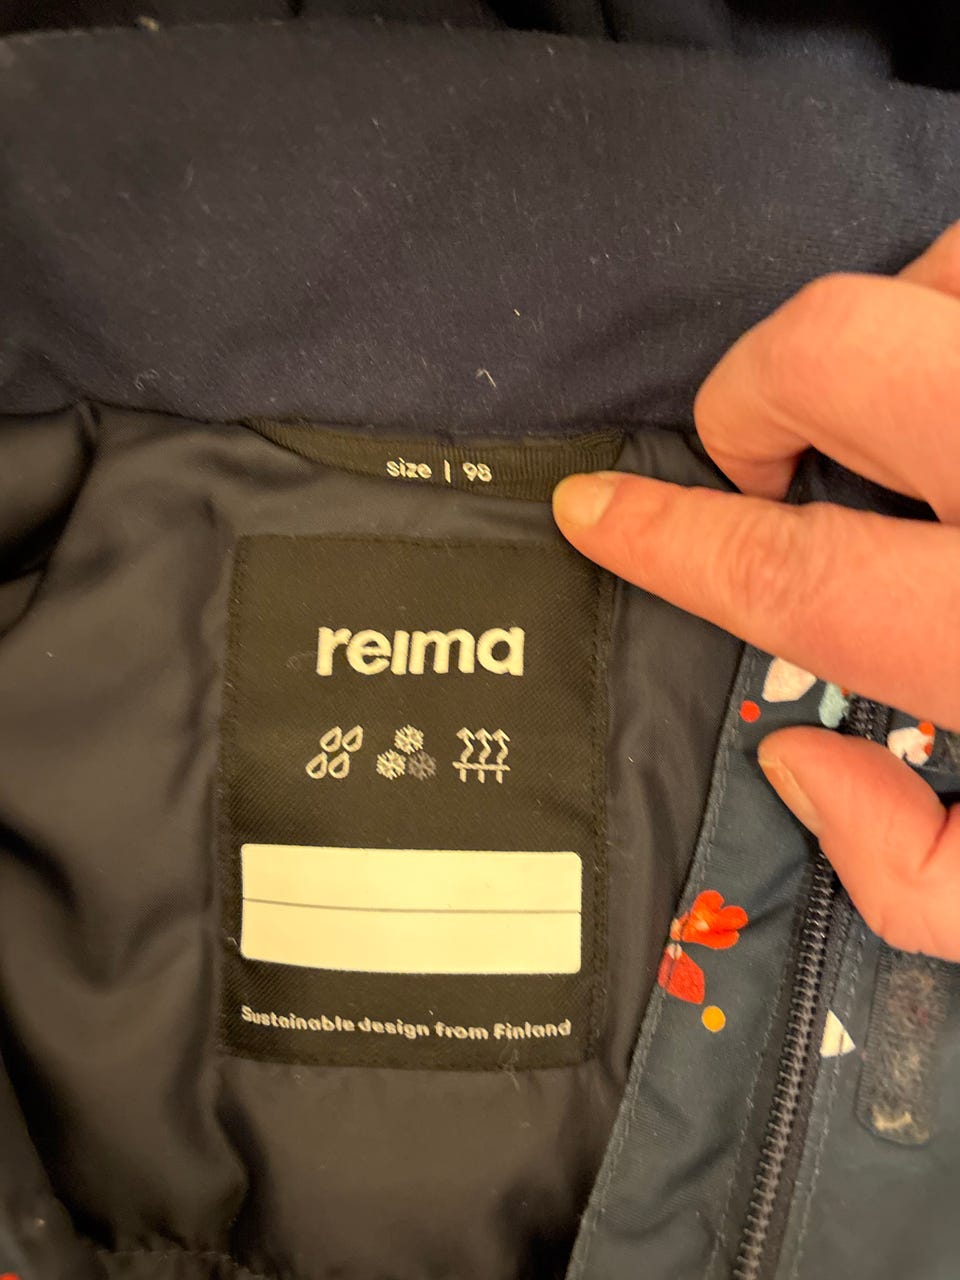 size | 98
reima
Sustainable design from Finland